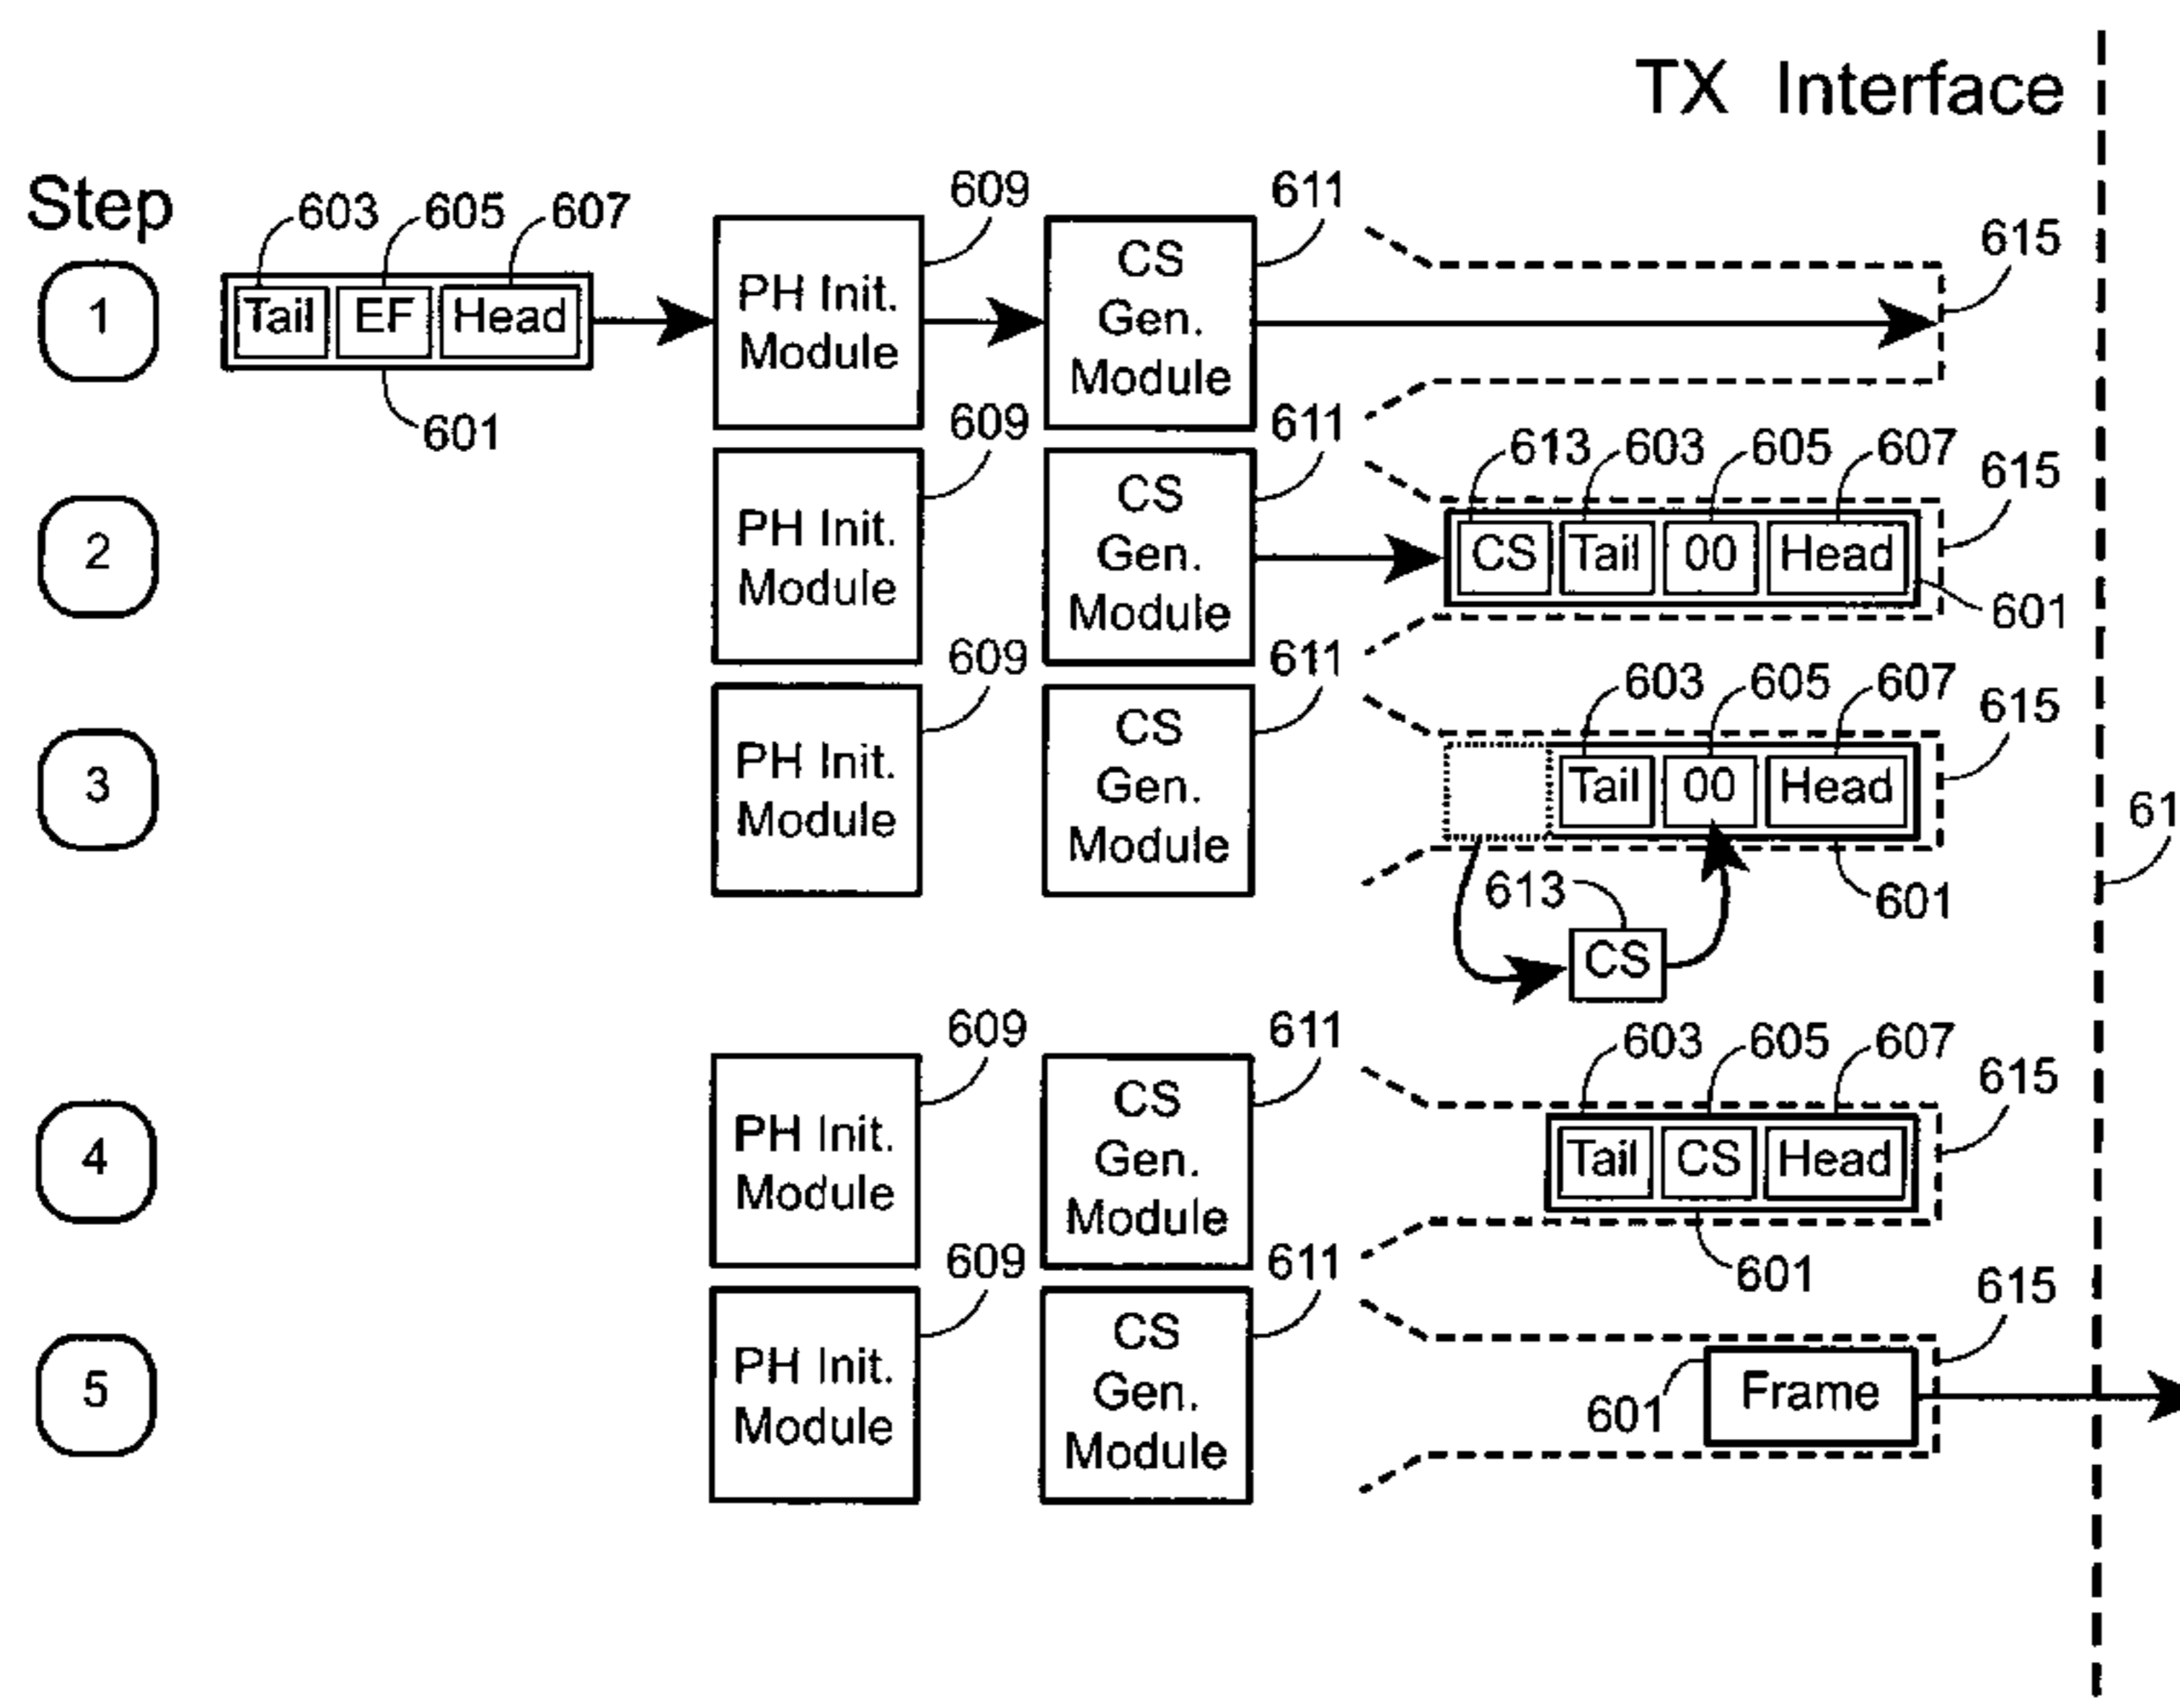 TX Interface
Step
603 605 607 609 611 615
1 Tail EF Head PH Init. Module CS Gen. Module
601
609 611 613 603 605 607 615
2 PH Init. Module CS Gen. Module CS Tail 00 Head
601
609 611 603 605 607 615
3 PH Init. Module CS Gen. Module Tail 00 Head
61
613 601
CS
609 611 603 605 607 615
4 PH Init. Module CS Gen. Module Tail CS Head
601
609 611 615
5 PH Init. Module CS Gen. Module 601 Frame